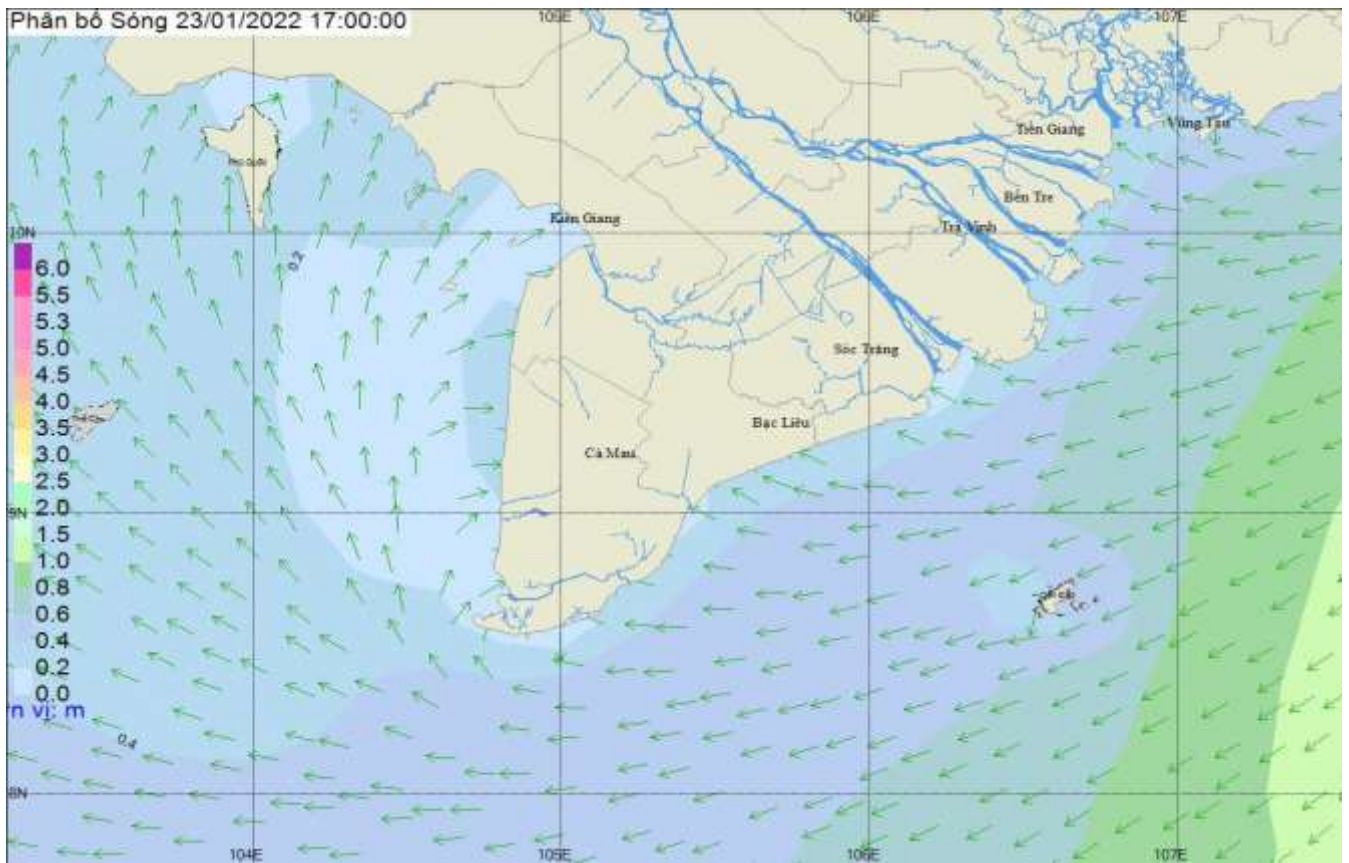 Phân bố Sóng 23/01/2022 17:00:00
105E
106E
107E
Vũng Tàu
Tiền Giang
Phú Quốc
Bến Tre
Kiên Giang
Trà Vinh
10N
0.2
6.0
5.5
5.3
5.0
4.5
4.0
3.5
3.0
2.5
2.0
1.5
1.0
0.8
0.6
0.4
0.2
0.0
n vị: m
Sóc Trăng
Bạc Liêu
Cà Mau
9N
0.4
8N
104E
105E
106E
107E